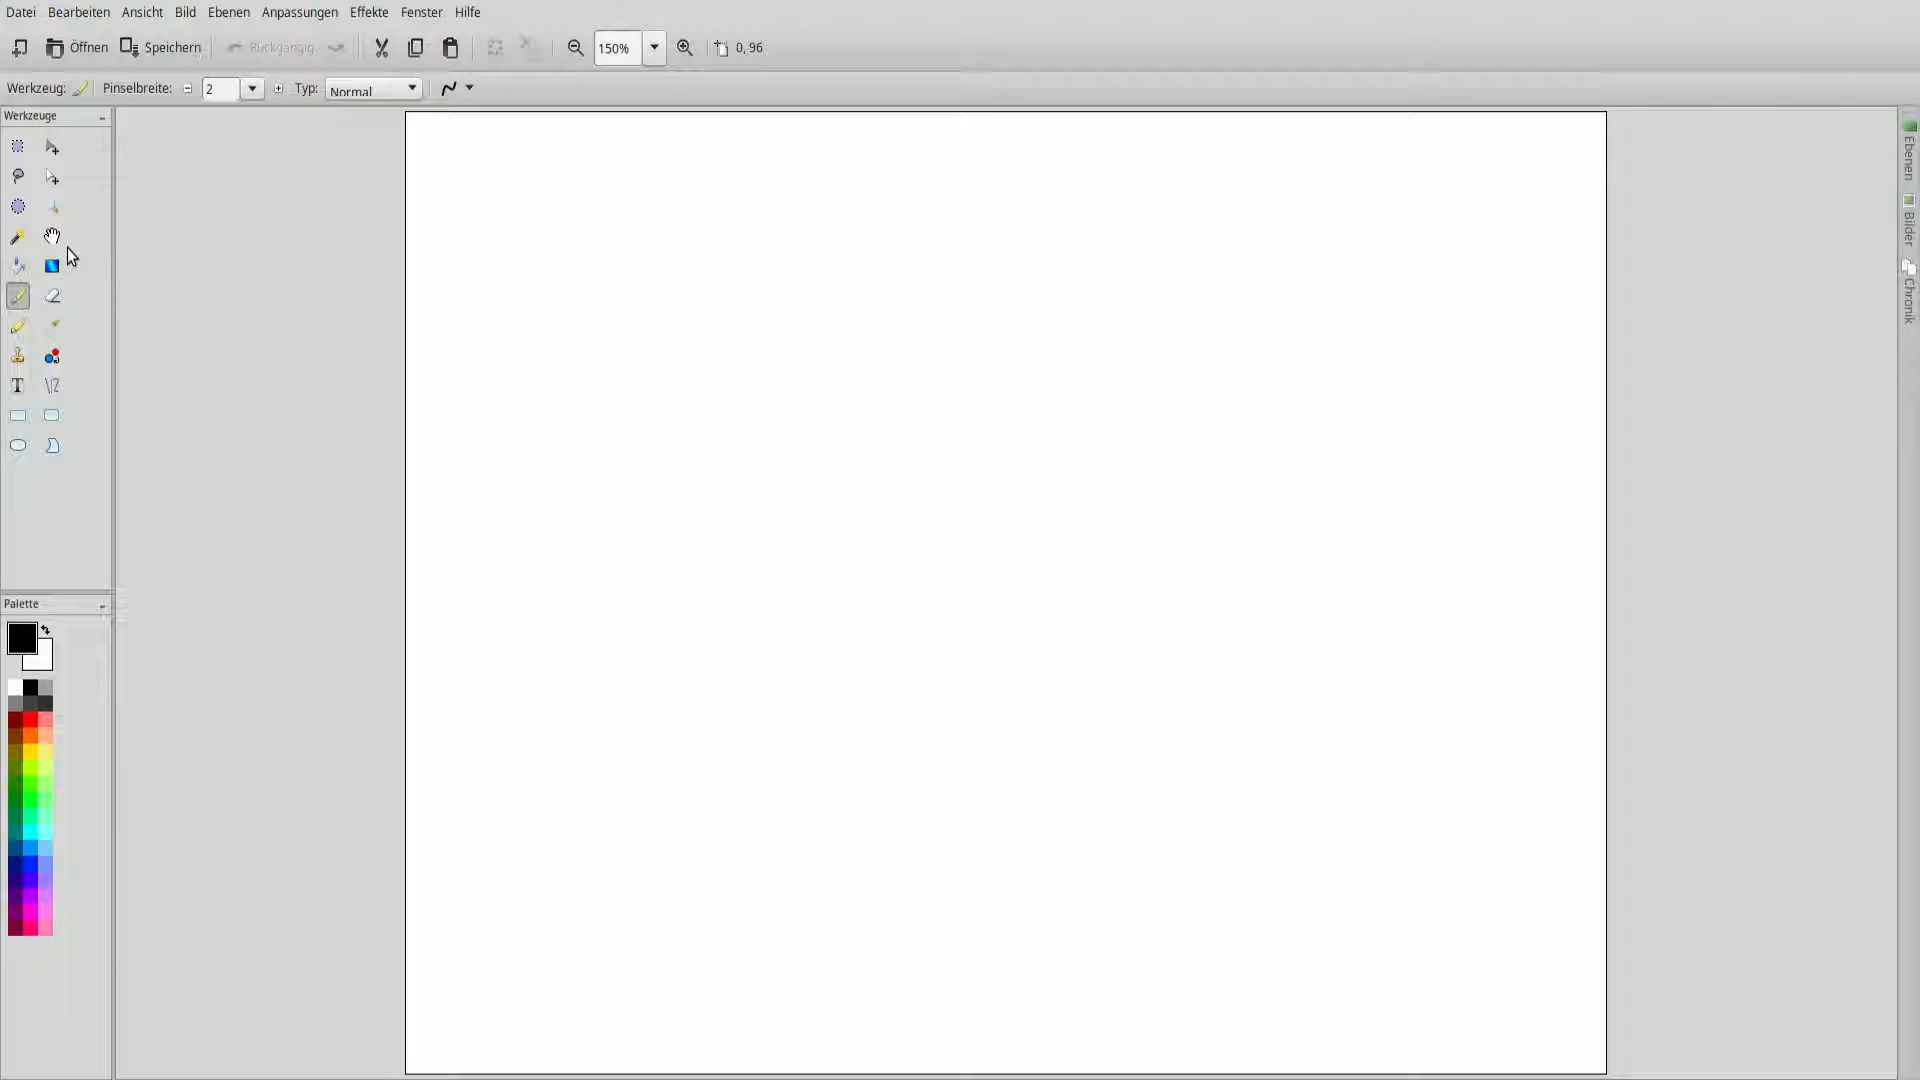 Datei Bearbeiten Ansicht Bild Ebenen Anpassungen Effekte Fenster Hilfe
Öffnen Speichern Rückgängig 150% 0, 96
Werkzeug: Pinselbreite: 2 Typ: Normal
Werkzeuge
Palette
Ebenen
Bilder
Chronik